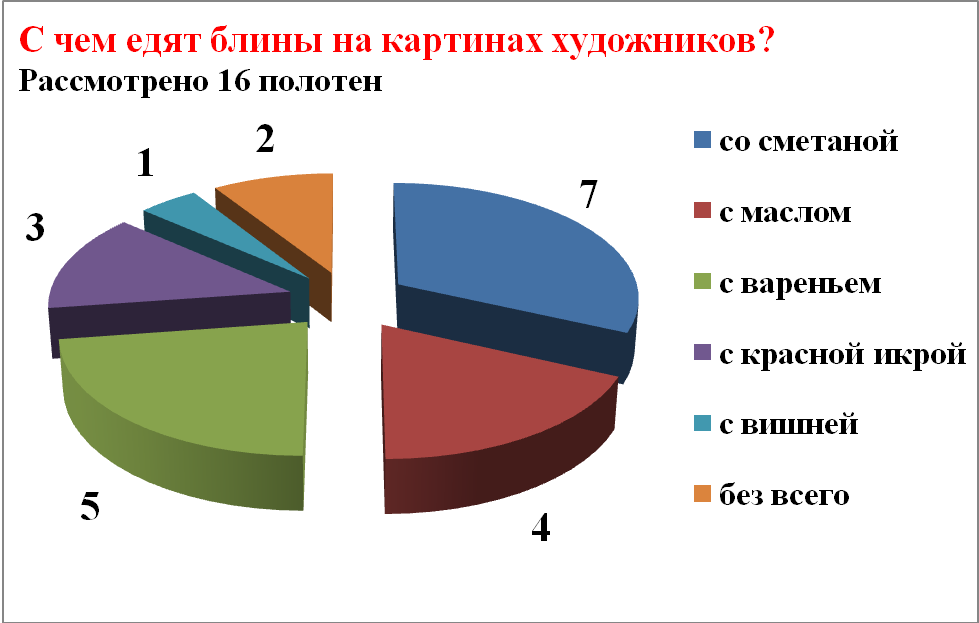 С чем едят блины на картинах художников?
Рассмотрено 16 полотен
2
1
7
3
5
4
со сметаной
с маслом
с вареньем
с красной икрой
с вишней
без всего